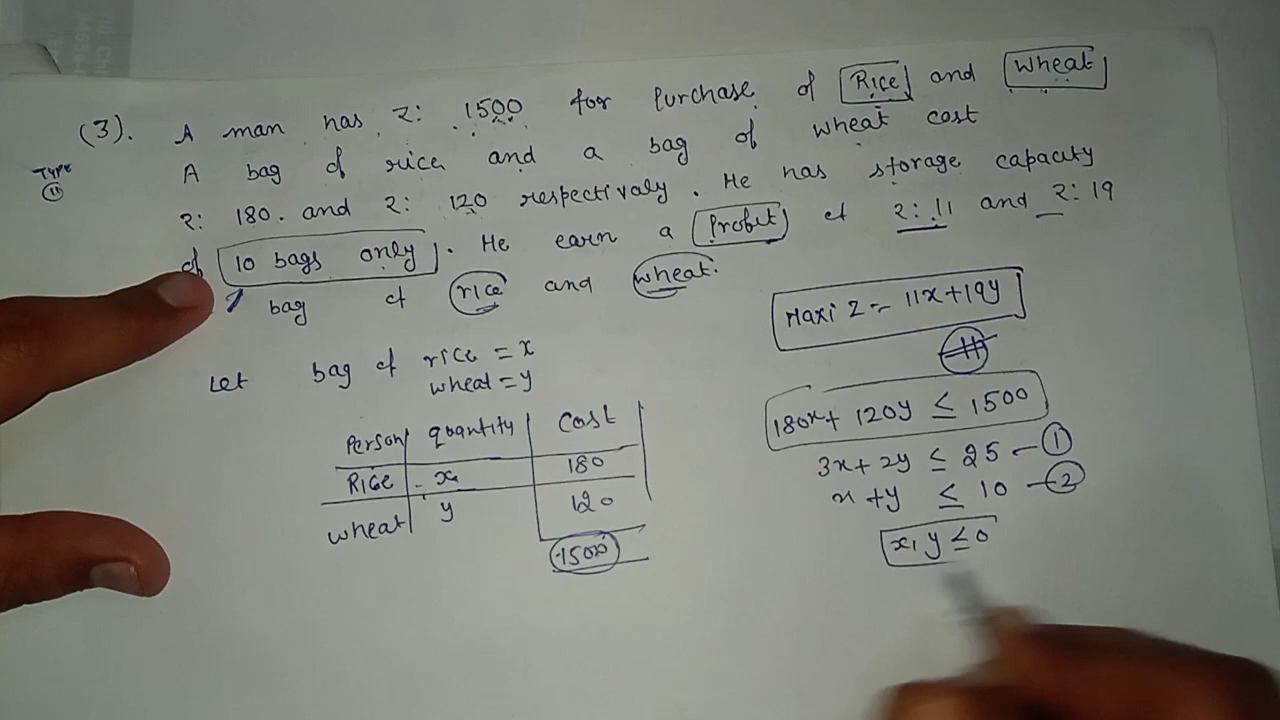 (3). A man has ₹: 1500 for Purchase of Rice and wheat
Type
(11)
A bag of rice and a bag of wheat cost
₹: 180. and ₹: 120 respectivaly. He has storage capacity
of 10 bags only. He earn a Profit of ₹: 11 and ₹: 19
1 bag of rice and wheat.
Let bag of rice = x
wheat = y
Person quantity Cost
Rice x 180
wheat y 120
1500
Maxi Z = 11x+19y
180x + 120y ≤ 1500
3x + 2y ≤ 25 - (1)
x + y ≤ 10 - (2)
x, y ≤ 0